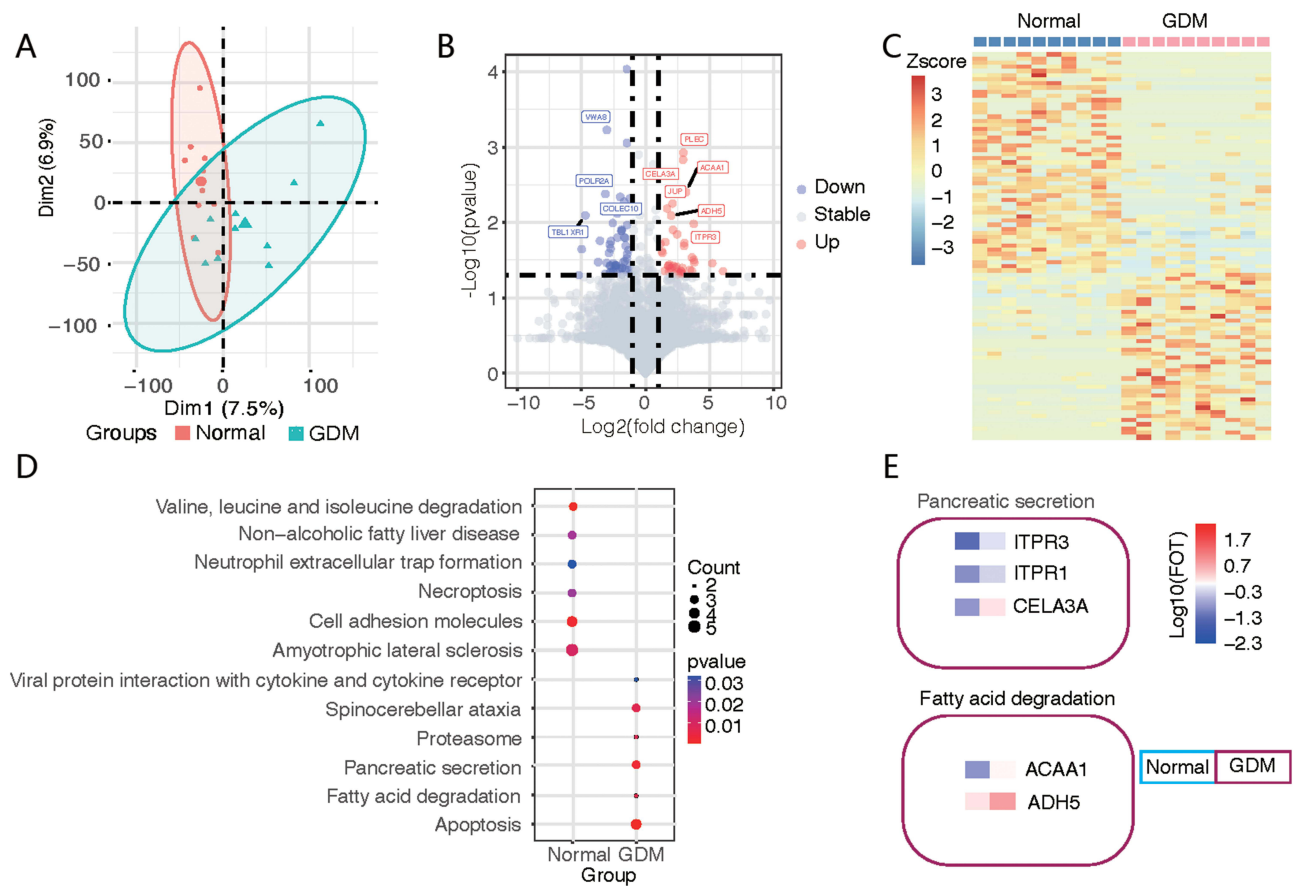 A
Dim2 (6.9%)
100
50
0
−50
−100
−100
0
100
Dim1 (7.5%)
Groups Normal GDM
B
-Log10(pvalue)
4
3
2
1
0
VWA8
POLR2A
COLEC10
TBL1XR1
PLEC
CELA3A
ACAA1
JUP
ADH5
ITPR3
−10 −5 0 5 10
Log2(fold change)
Down
Stable
Up
C
Normal GDM
Zscore
3
2
1
0
−1
−2
−3
D
Valine, leucine and isoleucine degradation
Non−alcoholic fatty liver disease
Neutrophil extracellular trap formation
Necroptosis
Cell adhesion molecules
Amyotrophic lateral sclerosis
Viral protein interaction with cytokine and cytokine receptor
Spinocerebellar ataxia
Proteasome
Pancreatic secretion
Fatty acid degradation
Apoptosis
Normal GDM
Group
Count
2
3
4
5
pvalue
0.03
0.02
0.01
E
Pancreatic secretion
ITPR3
ITPR1
CELA3A
Log10(FOT)
1.7
0.7
−0.3
−1.3
−2.3
Fatty acid degradation
ACAA1
ADH5
Normal GDM